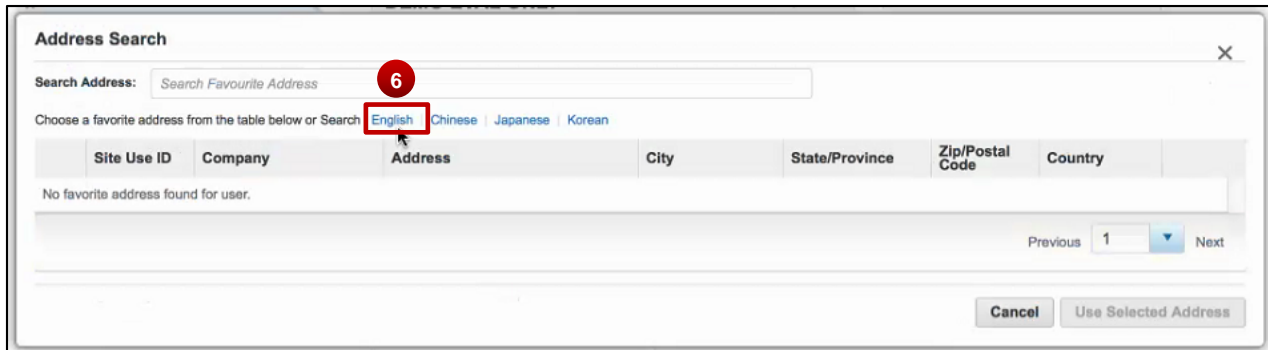 Address Search
Search Address: Search Favourite Address
6
Choose a favorite address from the table below or Search English | Chinese | Japanese | Korean
Site Use ID Company Address City State/Province Zip/Postal Code Country
No favorite address found for user.
Previous 1 Next
Cancel Use Selected Address